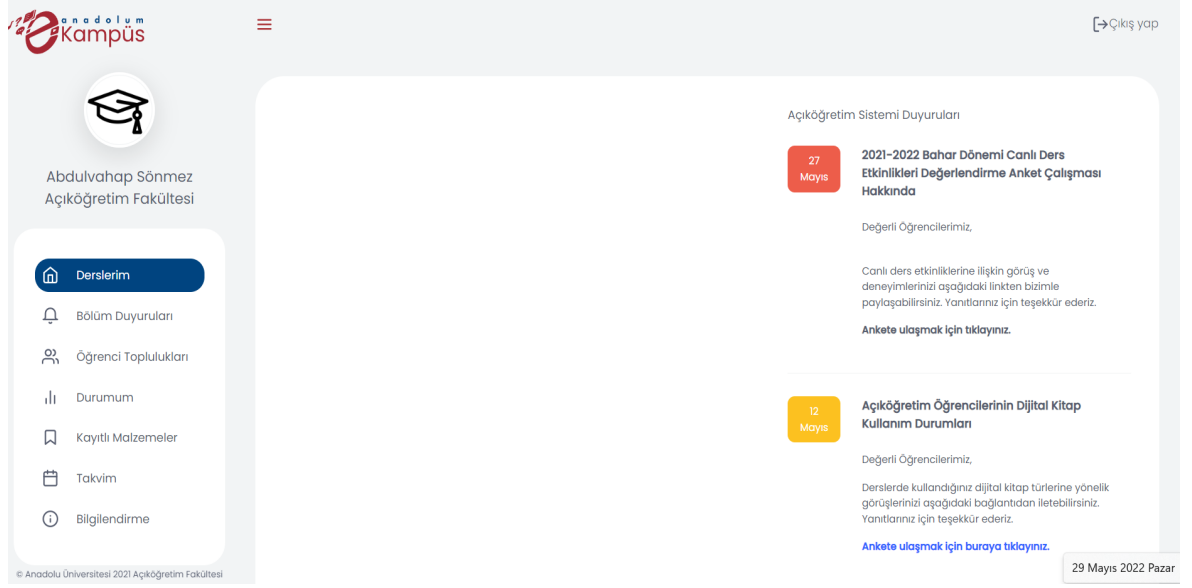 anadolum
eKampüs
Çıkış yap
Abdulvahap Sönmez
Açıköğretim Fakültesi
Derslerim
Bölüm Duyuruları
Öğrenci Toplulukları
Durumum
Kayıtlı Malzemeler
Takvim
Bilgilendirme
© Anadolu Üniversitesi 2021 Açıköğretim Fakültesi
Açıköğretim Sistemi Duyuruları
27
Mayıs
2021-2022 Bahar Dönemi Canlı Ders
Etkinlikleri Değerlendirme Anket Çalışması
Hakkında
Değerli Öğrencilerimiz,
Canlı ders etkinliklerine ilişkin görüş ve
deneyimlerinizi aşağıdaki linkten bizimle
paylaşabilirsiniz. Yanıtlarınız için teşekkür ederiz.
Ankete ulaşmak için tıklayınız.
12
Mayıs
Açıköğretim Öğrencilerinin Dijital Kitap
Kullanım Durumları
Değerli Öğrencilerimiz,
Derslerde kullandığınız dijital kitap türlerine yönelik
görüşlerinizi aşağıdaki bağlantıdan iletebilirsiniz.
Yanıtlarınız için teşekkür ederiz.
Ankete ulaşmak için buraya tıklayınız.
29 Mayıs 2022 Pazar